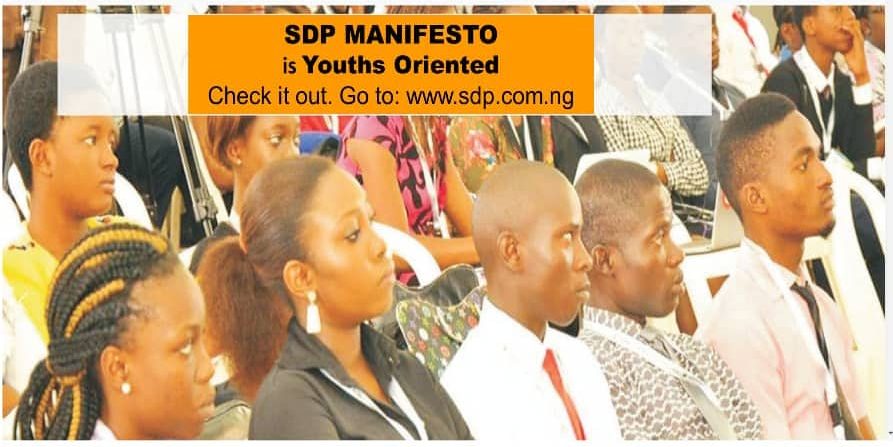 SDP MANIFESTO
is Youths Oriented
Check it out. Go to: www.sdp.com.ng